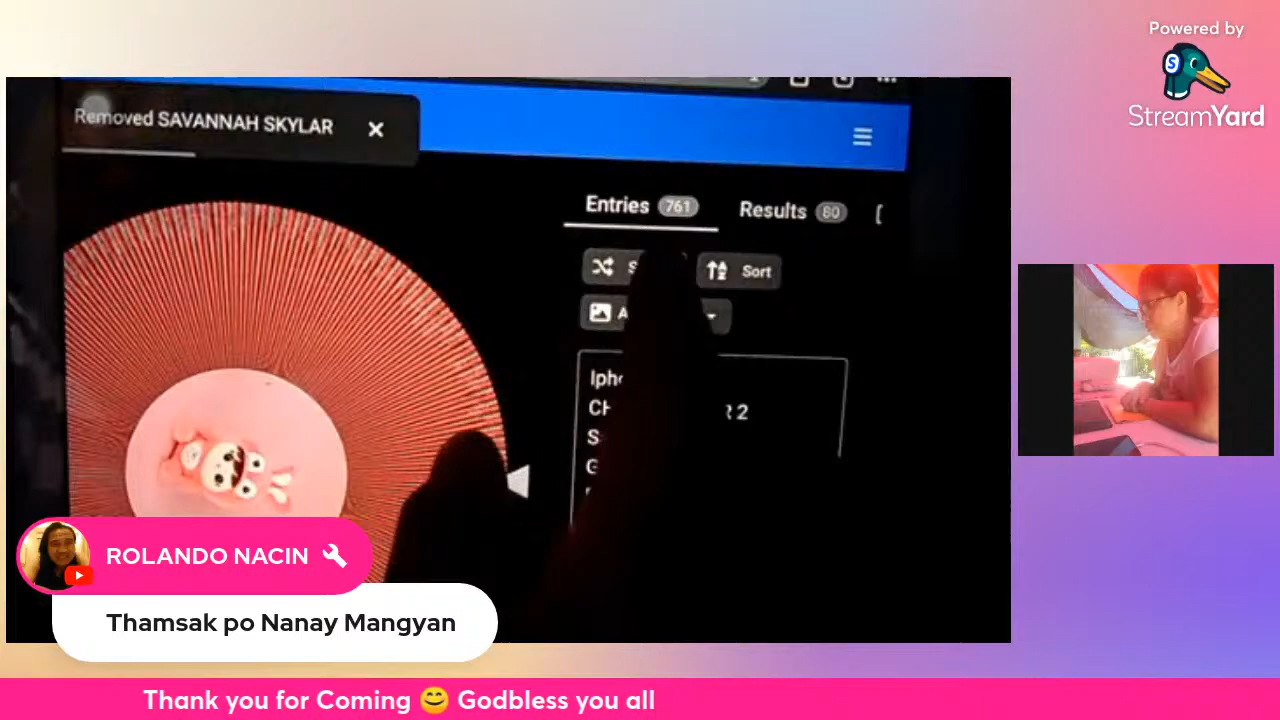 Powered by
StreamYard
Removed SAVANNAH SKYLAR
Entries 761
Results 80
Sort
ROLANDO NACIN
Thamsak po Nanay Mangyan
Thank you for Coming 😊 Godbless you all